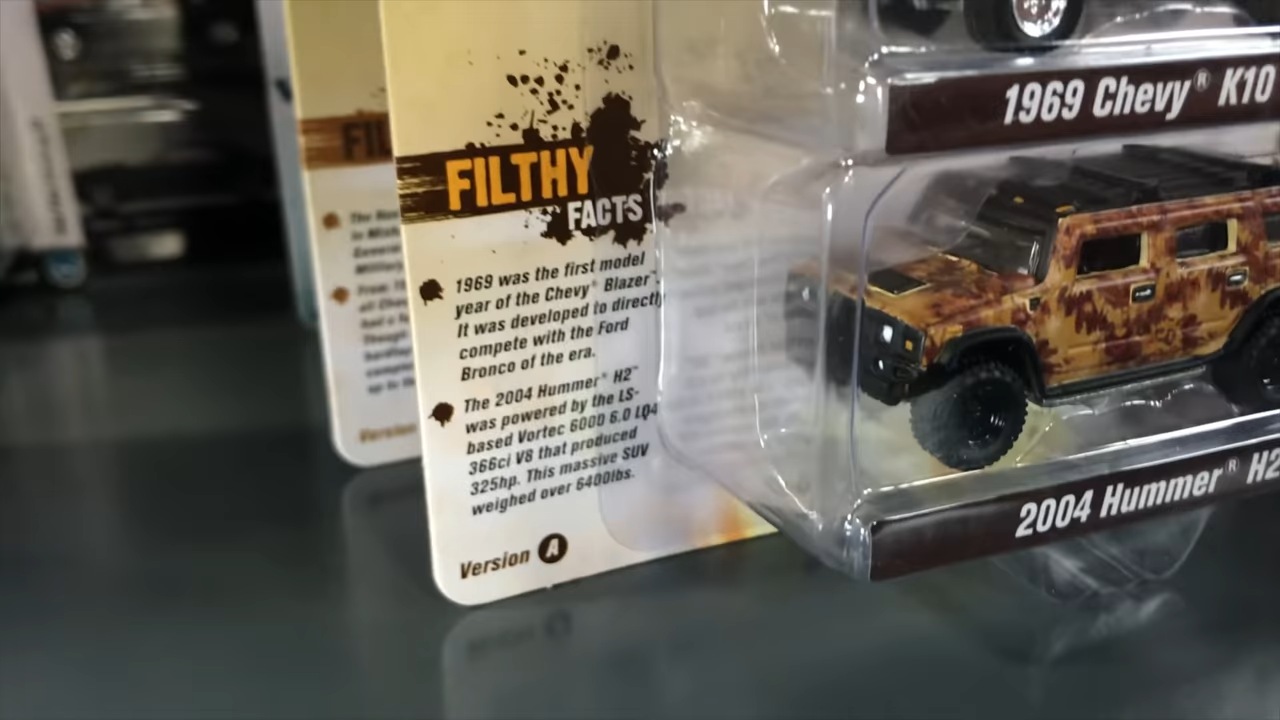 FILTHY
FACTS
1969 was the first model
year of the Chevy® Blazer™.
It was developed to directly
compete with the Ford
Bronco of the era.
The 2004 Hummer® H2™
was powered by the LS-
based Vortec 6000 6.0 LQ4
366ci V8 that produced
325hp. This massive SUV
weighed over 6400lbs.
Version A
1969 Chevy® K10
2004 Hummer® H2
FIL
Version